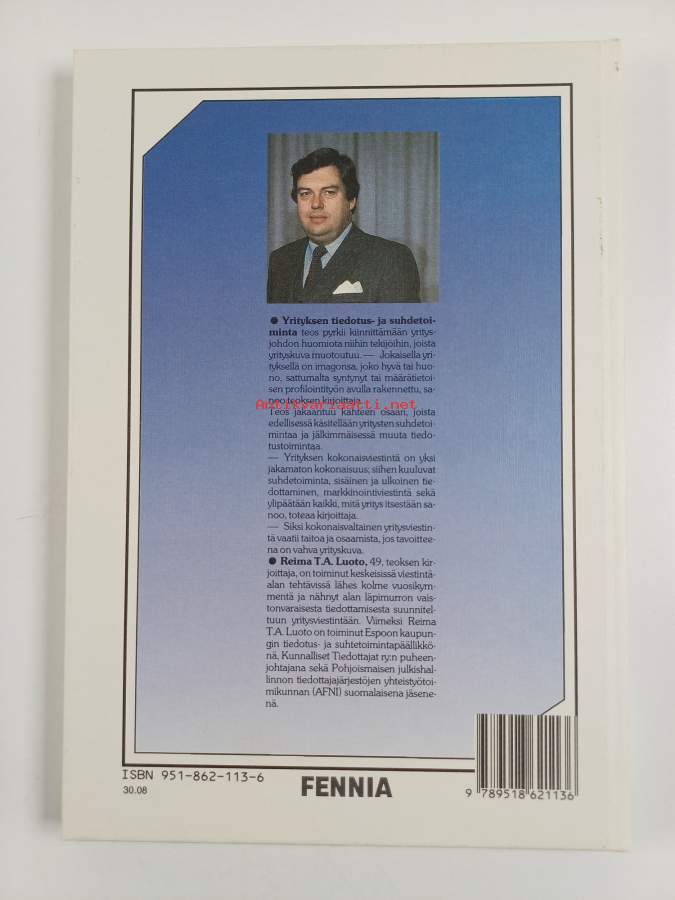 ● Yrityksen tiedotus- ja suhdetoi-
minta teos pyrkii kiinnittämään yritys-
johdon huomiota niihin tekijöihin, joista
yrityskuva muotoutuu. — Jokaisella yri-
tyksellä on imagonsa, joko hyvä tai huo-
no, sattumalta syntynyt tai määrätietoi-
sen profilointityön avulla rakennettu, sa-
noo teoksen kirjoittaja.
Antikvariaatti.net
Teos jakaantuu kahteen osaan, joista
edellisessä käsitellään yritysten suhdetoi-
mintaa ja jälkimmäisessä muuta tiedo-
tustoimintaa.
— Yrityksen kokonaisviestintä on yksi
jakamaton kokonaisuus; siihen kuuluvat
suhdetoiminta, sisäinen ja ulkoinen tie-
dottaminen, markkinointiviestintä sekä
ylipäätään kaikki, mitä yritys itsestään sa-
noo, toteaa kirjoittaja.
— Siksi kokonaisvaltainen yritysviestin-
tä vaatii taitoa ja osaamista, jos tavoittee-
na on vahva yrityskuva.
● Reima T.A. Luoto, 49, teoksen kir-
joittaja, on toiminut keskeisissä viestintä-
alan tehtävissä lähes kolme vuosikym-
mentä ja nähnyt alan läpimurron vais-
tonvaraisesta tiedottamisesta suunnitel-
tuun yritysviestintään. Viimeksi Reima
T.A. Luoto on toiminut Espoon kaupun-
gin tiedotus- ja suhtetoimintapäällikkö-
nä, Kunnalliset Tiedottajat ry:n puheen-
johtajana sekä Pohjoismaisen julkishal-
linnon tiedottajajärjestöjen yhteistyötoi-
mikunnan (AFNI) suomalaisena jäsene-
nä.
ISBN 951-862-113-6
30.08
FENNIA
9 789518 621136